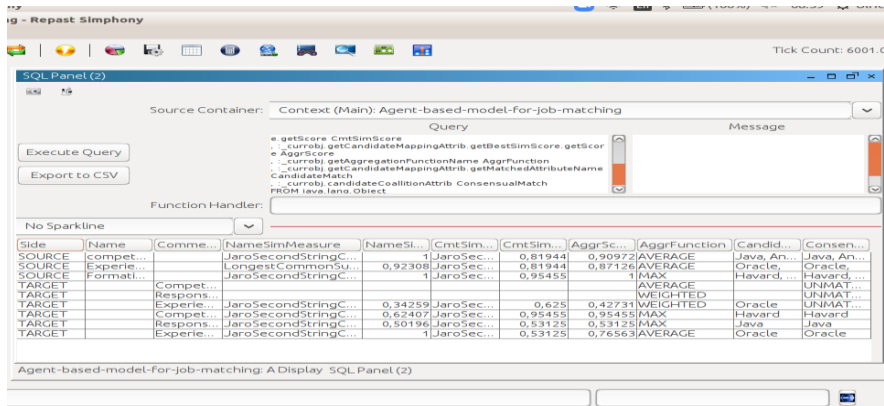 g - Repast Simphony
Tick Count: 6001.0
SQL Panel (2)
Source Container: Context (Main): Agent-based-model-for-job-matching
Query Message
Execute Query
Export to CSV
e.getScore CmtSimScore
, :_currobj.getCandidateMappingAttrib.getBestSimScore.getScor
e AggrScore
, :_currobj.getAggregationFunctionName AggrFunction
, :_currobj.getCandidateMappingAttrib.getMatchedAttributeName
CandidateMatch
, :_currobj.candidateCoallitionAttrib ConsensualMatch
FROM java.lang.Object
Function Handler:
No Sparkline
Side Name Comme... NameSimMeasure NameSi... CmtSim... CmtSim... AggrSc... AggrFunction Candid... Consen...
SOURCE compet... JaroSecondStringC... 1 JaroSec... 0,81944 0,90972 AVERAGE Java, An... Java, An...
SOURCE Experie... LongestCommonSu... 0,92308 JaroSec... 0,81944 0,87126 AVERAGE Oracle, Oracle,
SOURCE Formati... JaroSecondStringC... 1 JaroSec... 0,95455 1 MAX Havard, ... Havard, ...
TARGET Compet... AVERAGE UNMAT...
TARGET Respons... WEIGHTED UNMAT...
TARGET Experie... JaroSecondStringC... 0,34259 JaroSec... 0,625 0,42731 WEIGHTED Oracle UNMAT...
TARGET Compet... JaroSecondStringC... 0,62407 JaroSec... 0,95455 0,95455 MAX Havard Havard
TARGET Respons... JaroSecondStringC... 0,50196 JaroSec... 0,53125 0,53125 MAX Java Java
TARGET Experie... JaroSecondStringC... 1 JaroSec... 0,53125 0,76563 AVERAGE Oracle Oracle
Agent-based-model-for-job-matching: A Display SQL Panel (2)